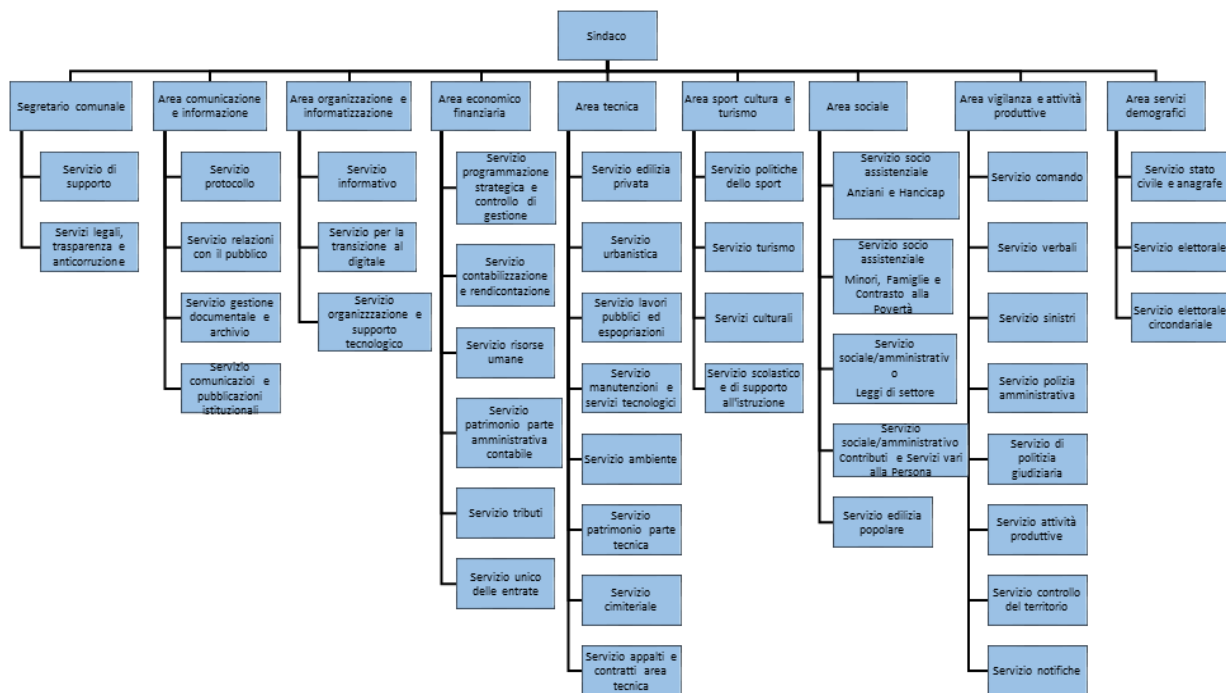 Sindaco
Segretario comunale
Servizio di
supporto
Servizi legali,
trasparenza e
anticorruzione
Area comunicazione
e informazione
Servizio
protocollo
Servizio relazioni
con il pubblico
Servizio gestione
documentale e
archivio
Servizio
comunicazioi e
pubblicazioni
istituzionali
Area organizzazione e
informatizzazione
Servizio
informativo
Servizio per la
transizione al
digitale
Servizio
organizzzazione e
supporto
tecnologico
Area economico
finanziaria
Servizio
programmazione
strategica e
controllo di
gestione
Servizio
contabilizzazione
e rendicontazione
Servizio risorse
umane
Servizio
patrimonio parte
amministrativa
contabile
Servizio tributi
Servizio unico
delle entrate
Area tecnica
Servizio edilizia
privata
Servizio
urbanistica
Servizio lavori
pubblici ed
espopriazioni
Servizio
manutenzioni e
servizi tecnologici
Servizio ambiente
Servizio
patrimonio parte
tecnica
Servizio
cimiteriale
Servizio appalti e
contratti area
tecnica
Area sport cultura e
turismo
Servizio politiche
dello sport
Servizio turismo
Servizi culturali
Servizio scolastico
e di supporto
all'istruzione
Area sociale
Servizio socio
assistenziale
Anziani e Handicap
Servizio socio
assistenziale
Minori, Famiglie e
Contrasto alla
Povertà
Servizio
sociale/amministrativ
o
Leggi di settore
Servizio
sociale/amministrativo
Contributi e Servizi vari
alla Persona
Servizio edilizia
popolare
Area vigilanza e attività
produttive
Servizio comando
Servizio verbali
Servizio sinistri
Servizio polizia
amministrativa
Servizio di
politizia
giudiziaria
Servizio attività
produttive
Servizio controllo
del territorio
Servizio notifiche
Area servizi
demografici
Servizio stato
civile e anagrafe
Servizio elettorale
Servizio elettorale
circondariale